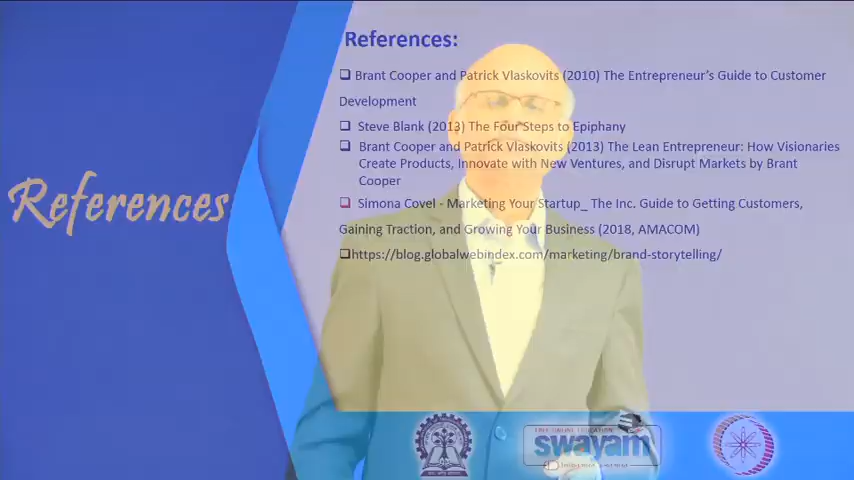 References:
❑ Brant Cooper and Patrick Vlaskovits (2010) The Entrepreneur's Guide to Customer
Development
❑ Steve Blank (2013) The Four Steps to Epiphany
❑ Brant Cooper and Patrick Vlaskovits (2013) The Lean Entrepreneur: How Visionaries
Create Products, Innovate with New Ventures, and Disrupt Markets by Brant
Cooper
❑ Simona Covel - Marketing Your Startup_ The Inc. Guide to Getting Customers,
Gaining Traction, and Growing Your Business (2018, AMACOM)
❑https://blog.globalwebindex.com/marketing/brand-storytelling/
References
FREE ONLINE EDUCATION
swayam